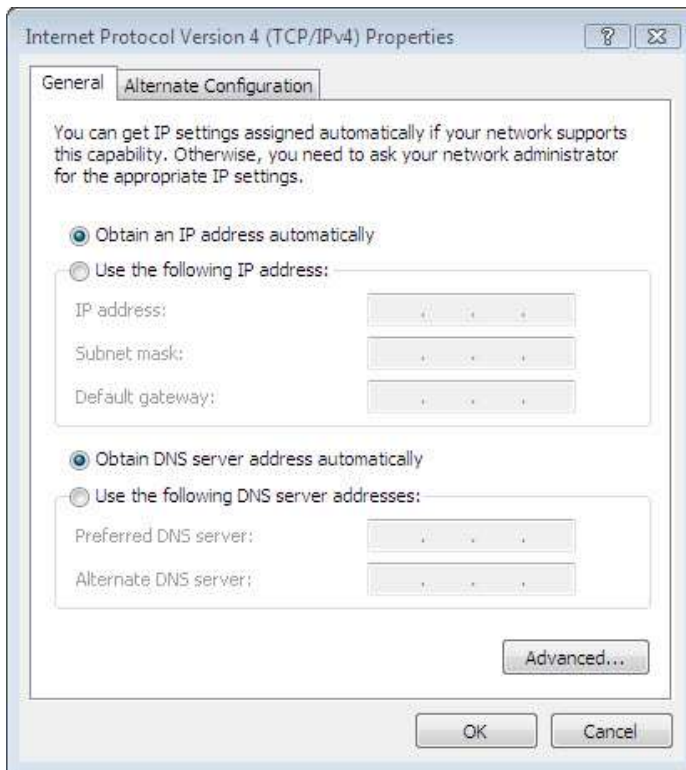 Internet Protocol Version 4 (TCP/IPv4) Properties
General
Alternate Configuration
You can get IP settings assigned automatically if your network supports
this capability. Otherwise, you need to ask your network administrator
for the appropriate IP settings.
Obtain an IP address automatically
Use the following IP address:
IP address:
Subnet mask:
Default gateway:
Obtain DNS server address automatically
Use the following DNS server addresses:
Preferred DNS server:
Alternate DNS server:
Advanced...
OK
Cancel